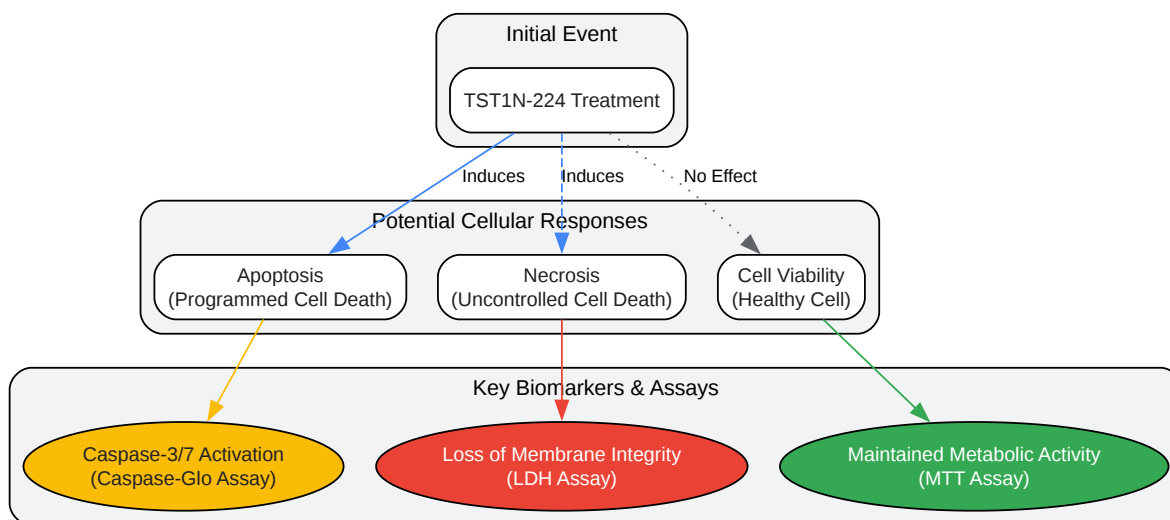 Initial Event
TST1N-224 Treatment
Induces
Induces
No Effect
Potential Cellular Responses
Apoptosis
(Programmed Cell Death)
Necrosis
(Uncontrolled Cell Death)
Cell Viability
(Healthy Cell)
Key Biomarkers & Assays
Caspase-3/7 Activation
(Caspase-Glo Assay)
Loss of Membrane Integrity
(LDH Assay)
Maintained Metabolic Activity
(MTT Assay)